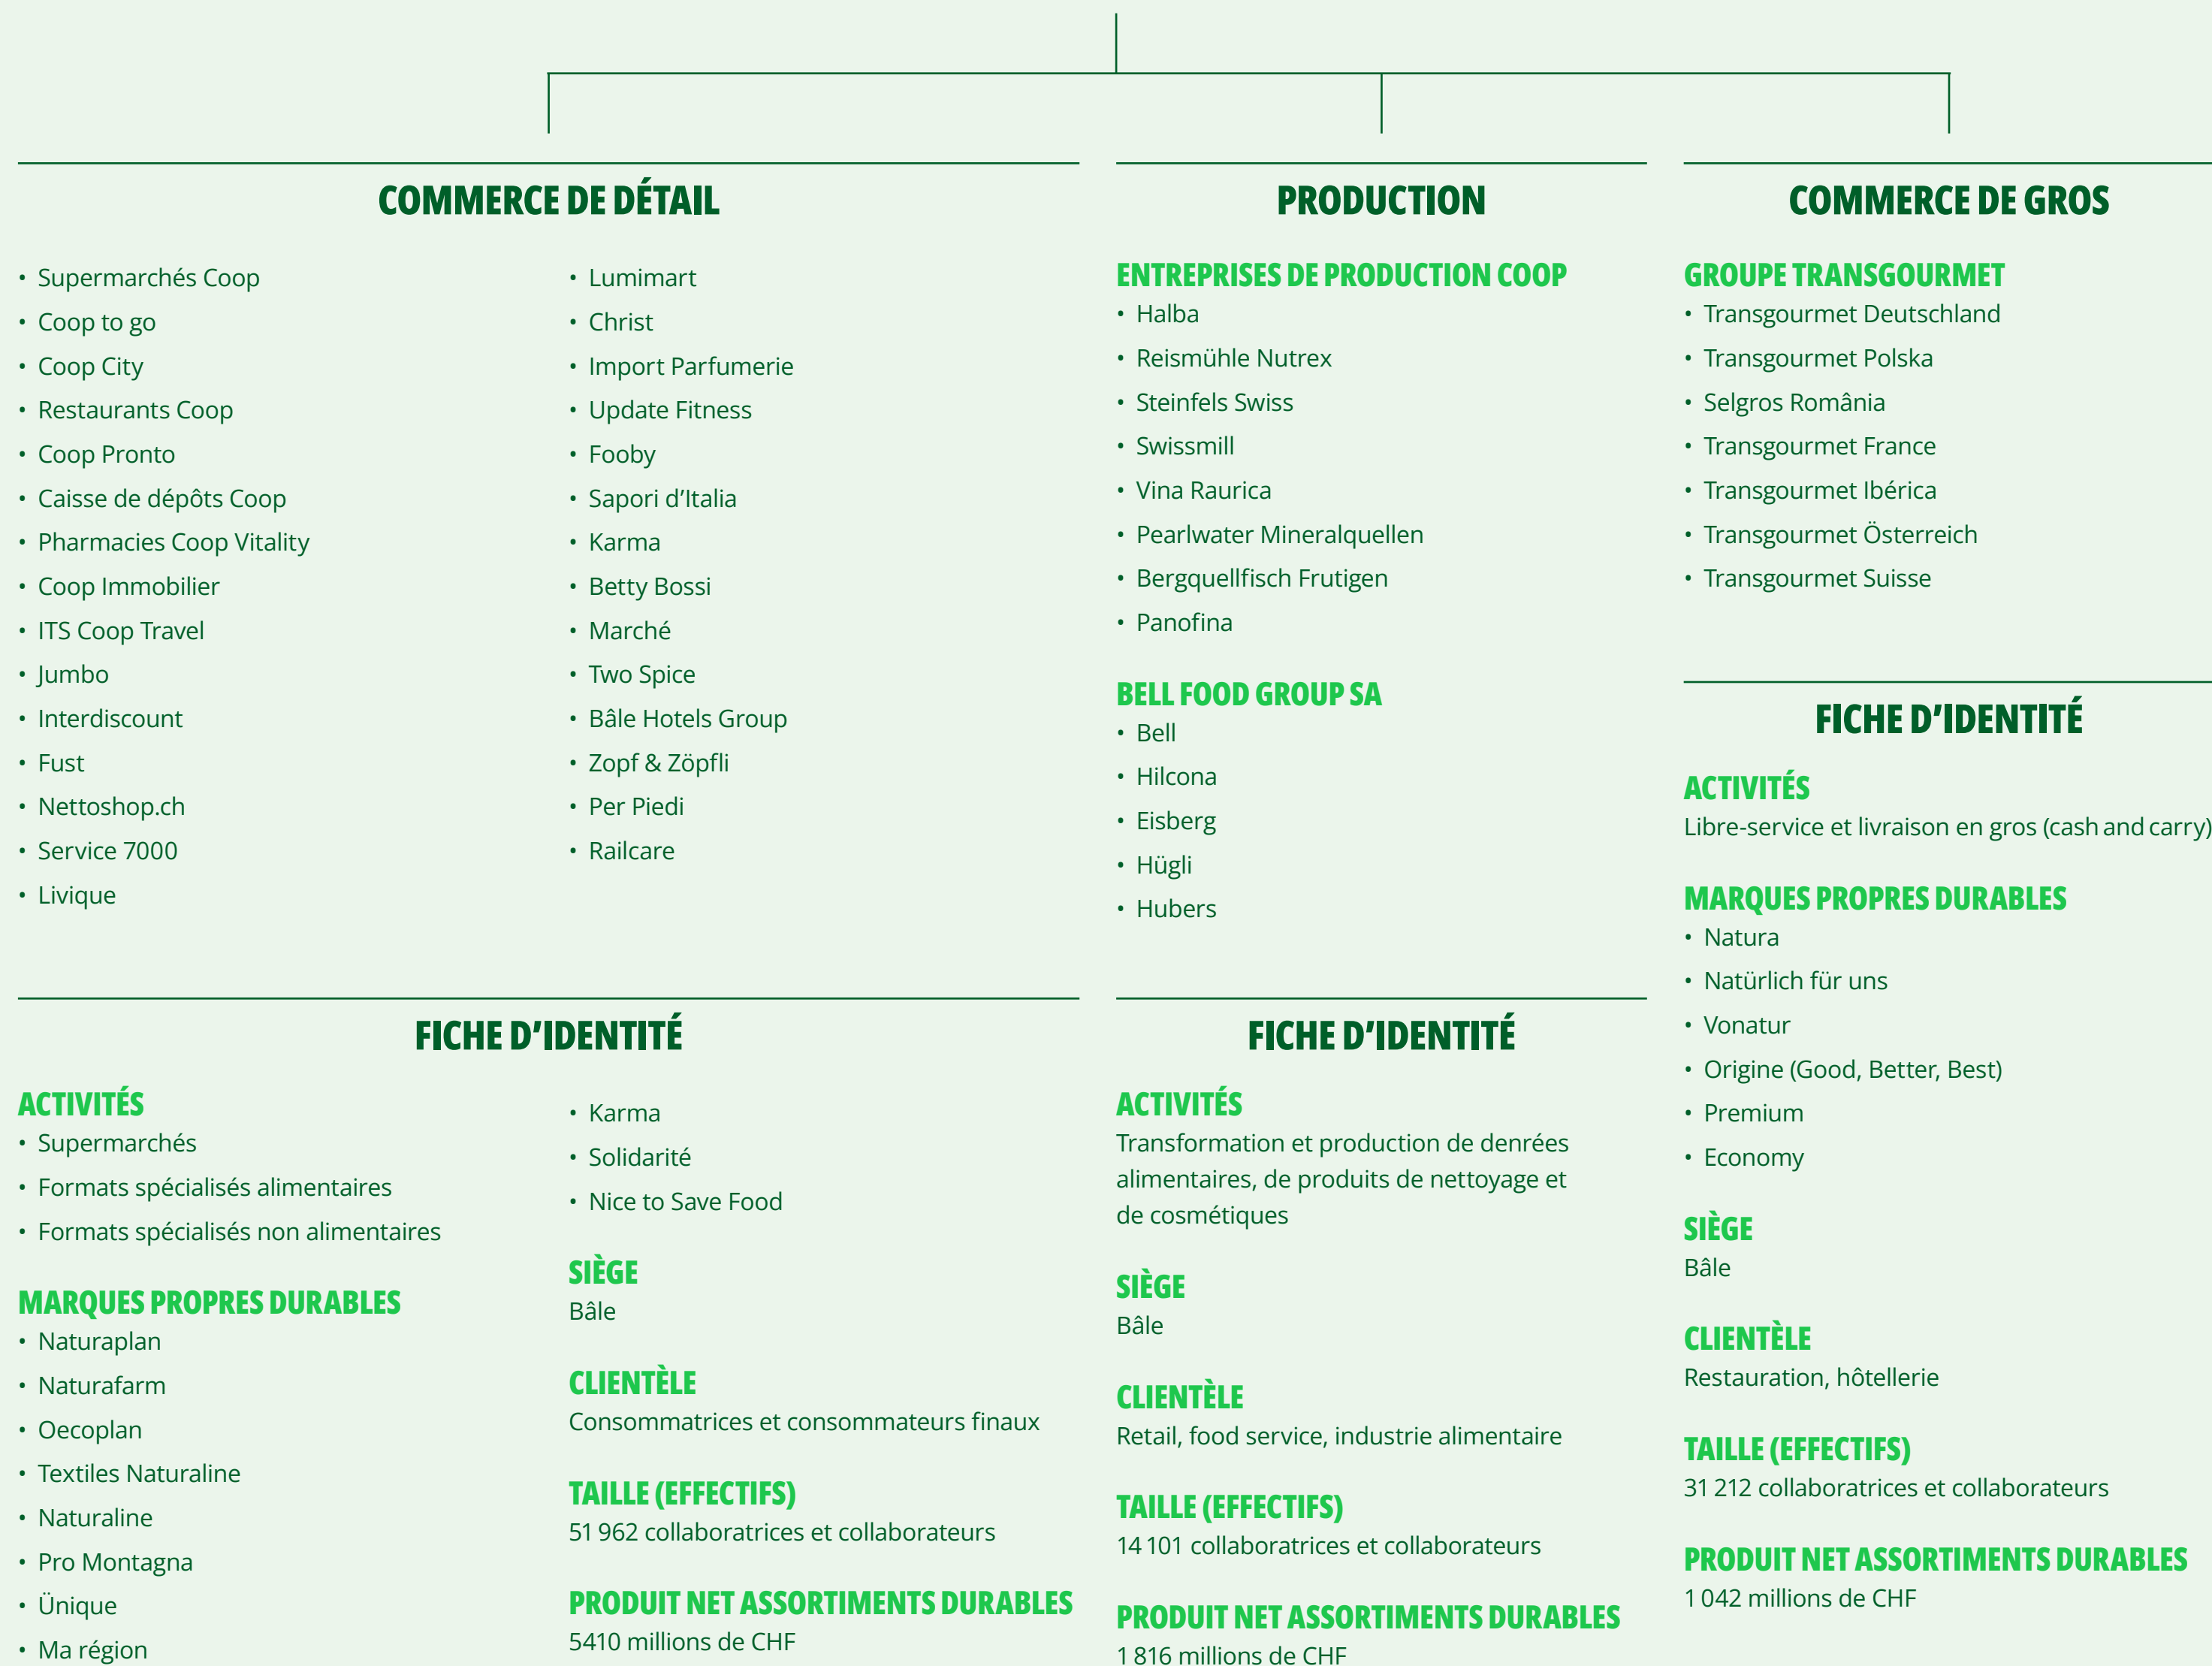 COMMERCE DE DÉTAIL
• Supermarchés Coop
• Coop to go
• Coop City
• Restaurants Coop
• Coop Pronto
• Caisse de dépôts Coop
• Pharmacies Coop Vitality
• Coop Immobilier
• ITS Coop Travel
• Jumbo
• Interdiscount
• Fust
• Nettoshop.ch
• Service 7000
• Livique
• Lumimart
• Christ
• Import Parfumerie
• Update Fitness
• Fooby
• Sapori d’Italia
• Karma
• Betty Bossi
• Marché
• Two Spice
• Bâle Hotels Group
• Zopf & Zöpfli
• Per Piedi
• Railcare
FICHE D’IDENTITÉ
ACTIVITÉS
• Supermarchés
• Formats spécialisés alimentaires
• Formats spécialisés non alimentaires
MARQUES PROPRES DURABLES
• Naturaplan
• Naturafarm
• Oecoplan
• Textiles Naturaline
• Naturaline
• Pro Montagna
• Ünique
• Ma région
• Karma
• Solidarité
• Nice to Save Food
SIÈGE
Bâle
CLIENTÈLE
Consommatrices et consommateurs finaux
TAILLE (EFFECTIFS)
51 962 collaboratrices et collaborateurs
PRODUIT NET ASSORTIMENTS DURABLES
5410 millions de CHF
PRODUCTION
ENTREPRISES DE PRODUCTION COOP
• Halba
• Reismühle Nutrex
• Steinfels Swiss
• Swissmill
• Vina Raurica
• Pearlwater Mineralquellen
• Bergquellfisch Frutigen
• Panofina
BELL FOOD GROUP SA
• Bell
• Hilcona
• Eisberg
• Hügli
• Hubers
FICHE D’IDENTITÉ
ACTIVITÉS
Transformation et production de denrées
alimentaires, de produits de nettoyage et
de cosmétiques
SIÈGE
Bâle
CLIENTÈLE
Retail, food service, industrie alimentaire
TAILLE (EFFECTIFS)
14 101 collaboratrices et collaborateurs
PRODUIT NET ASSORTIMENTS DURABLES
1 816 millions de CHF
COMMERCE DE GROS
GROUPE TRANSGOURMET
• Transgourmet Deutschland
• Transgourmet Polska
• Selgros România
• Transgourmet France
• Transgourmet Ibérica
• Transgourmet Österreich
• Transgourmet Suisse
FICHE D’IDENTITÉ
ACTIVITÉS
Libre-service et livraison en gros (cash and carry)
MARQUES PROPRES DURABLES
• Natura
• Natürlich für uns
• Vonatur
• Origine (Good, Better, Best)
• Premium
• Economy
SIÈGE
Bâle
CLIENTÈLE
Restauration, hôtellerie
TAILLE (EFFECTIFS)
31 212 collaboratrices et collaborateurs
PRODUIT NET ASSORTIMENTS DURABLES
1 042 millions de CHF